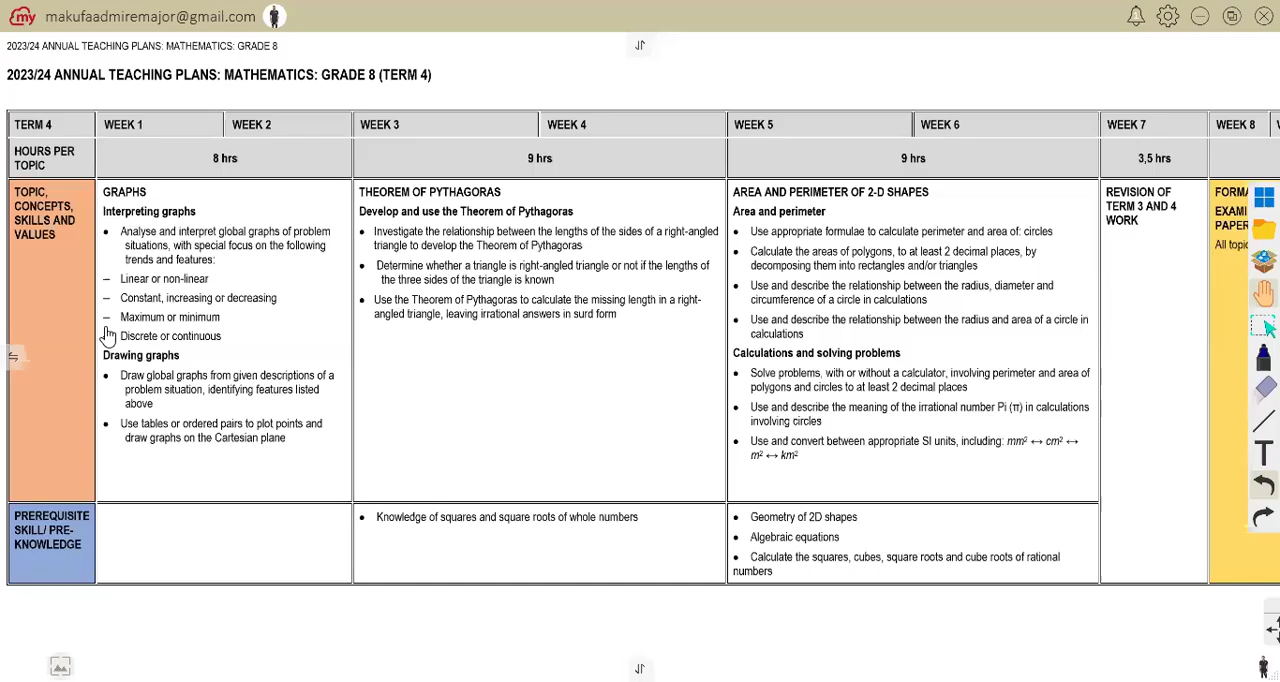 my makufaadmiremajor@gmail.com
2023/24 ANNUAL TEACHING PLANS: MATHEMATICS: GRADE 8
2023/24 ANNUAL TEACHING PLANS: MATHEMATICS: GRADE 8 (TERM 4)
TERM 4 WEEK 1 WEEK 2 WEEK 3 WEEK 4 WEEK 5 WEEK 6 WEEK 7 WEEK 8
HOURS PER
TOPIC
8 hrs 9 hrs 9 hrs 3,5 hrs
TOPIC,
CONCEPTS,
SKILLS AND
VALUES
GRAPHS
Interpreting graphs
• Analyse and interpret global graphs of problem
situations, with special focus on the following
trends and features:
– Linear or non-linear
– Constant, increasing or decreasing
– Maximum or minimum
Discrete or continuous
Drawing graphs
• Draw global graphs from given descriptions of a
problem situation, identifying features listed
above
• Use tables or ordered pairs to plot points and
draw graphs on the Cartesian plane
THEOREM OF PYTHAGORAS
Develop and use the Theorem of Pythagoras
• Investigate the relationship between the lengths of the sides of a right-angled
triangle to develop the Theorem of Pythagoras
• Determine whether a triangle is right-angled triangle or not if the lengths of
the three sides of the triangle is known
• Use the Theorem of Pythagoras to calculate the missing length in a right-
angled triangle, leaving irrational answers in surd form
AREA AND PERIMETER OF 2-D SHAPES
Area and perimeter
• Use appropriate formulae to calculate perimeter and area of: circles
• Calculate the areas of polygons, to at least 2 decimal places, by
decomposing them into rectangles and/or triangles
• Use and describe the relationship between the radius, diameter and
circumference of a circle in calculations
• Use and describe the relationship between the radius and area of a circle in
calculations
Calculations and solving problems
• Solve problems, with or without a calculator, involving perimeter and area of
polygons and circles to at least 2 decimal places
• Use and describe the meaning of the irrational number Pi (π) in calculations
involving circles
• Use and convert between appropriate SI units, including: mm² ↔ cm² ↔
m² ↔ km²
REVISION OF
TERM 3 AND 4
WORK
FORMA
EXAMI
PAPER
All topic
PREREQUISITE
SKILL/ PRE-
KNOWLEDGE
• Knowledge of squares and square roots of whole numbers
• Geometry of 2D shapes
• Algebraic equations
• Calculate the squares, cubes, square roots and cube roots of rational
numbers